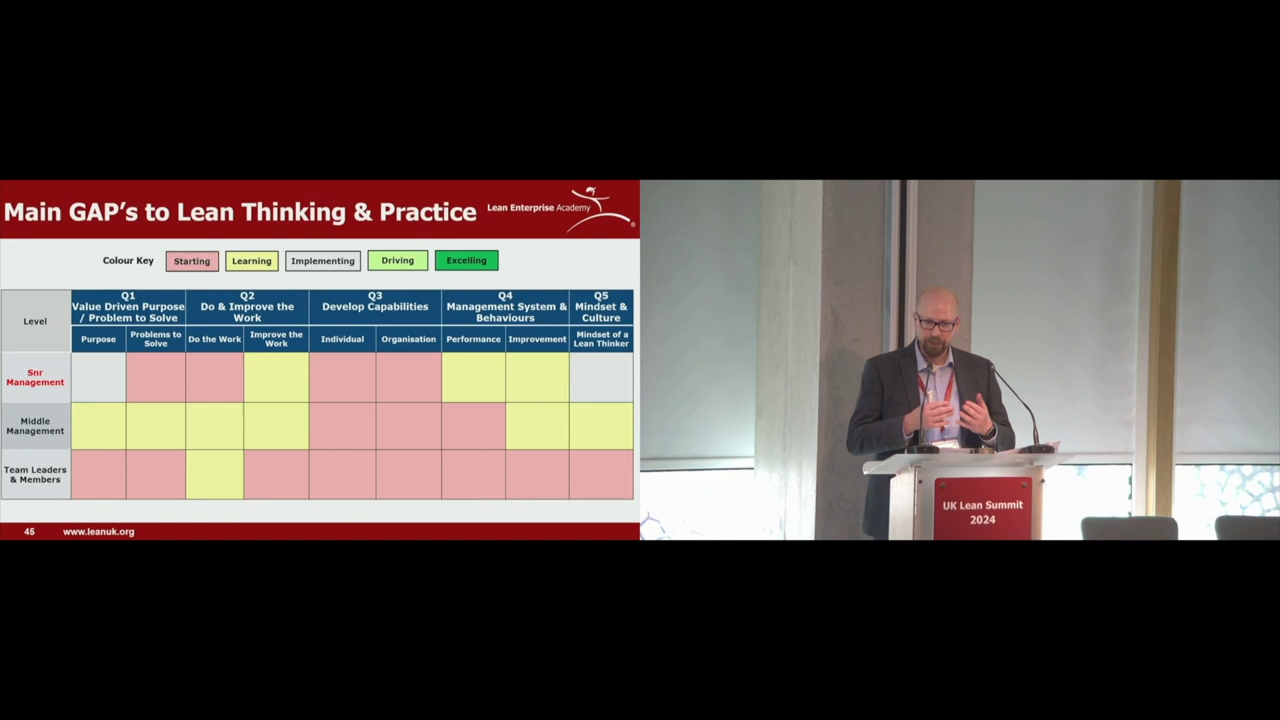 Main GAP's to Lean Thinking & Practice
Lean Enterprise Academy
Colour Key
Starting
Learning
Implementing
Driving
Excelling
Level
Q1
Value Driven Purpose
/ Problem to Solve
Q2
Do & Improve the
Work
Q3
Develop Capabilities
Q4
Management System &
Behaviours
Q5
Mindset &
Culture
Purpose
Problems to
Solve
Do the Work
Improve the
Work
Individual
Organisation
Performance
Improvement
Mindset of a
Lean Thinker
Snr
Management
Middle
Management
Team Leaders
& Members
45
www.leanuk.org
UK Lean Summit
2024